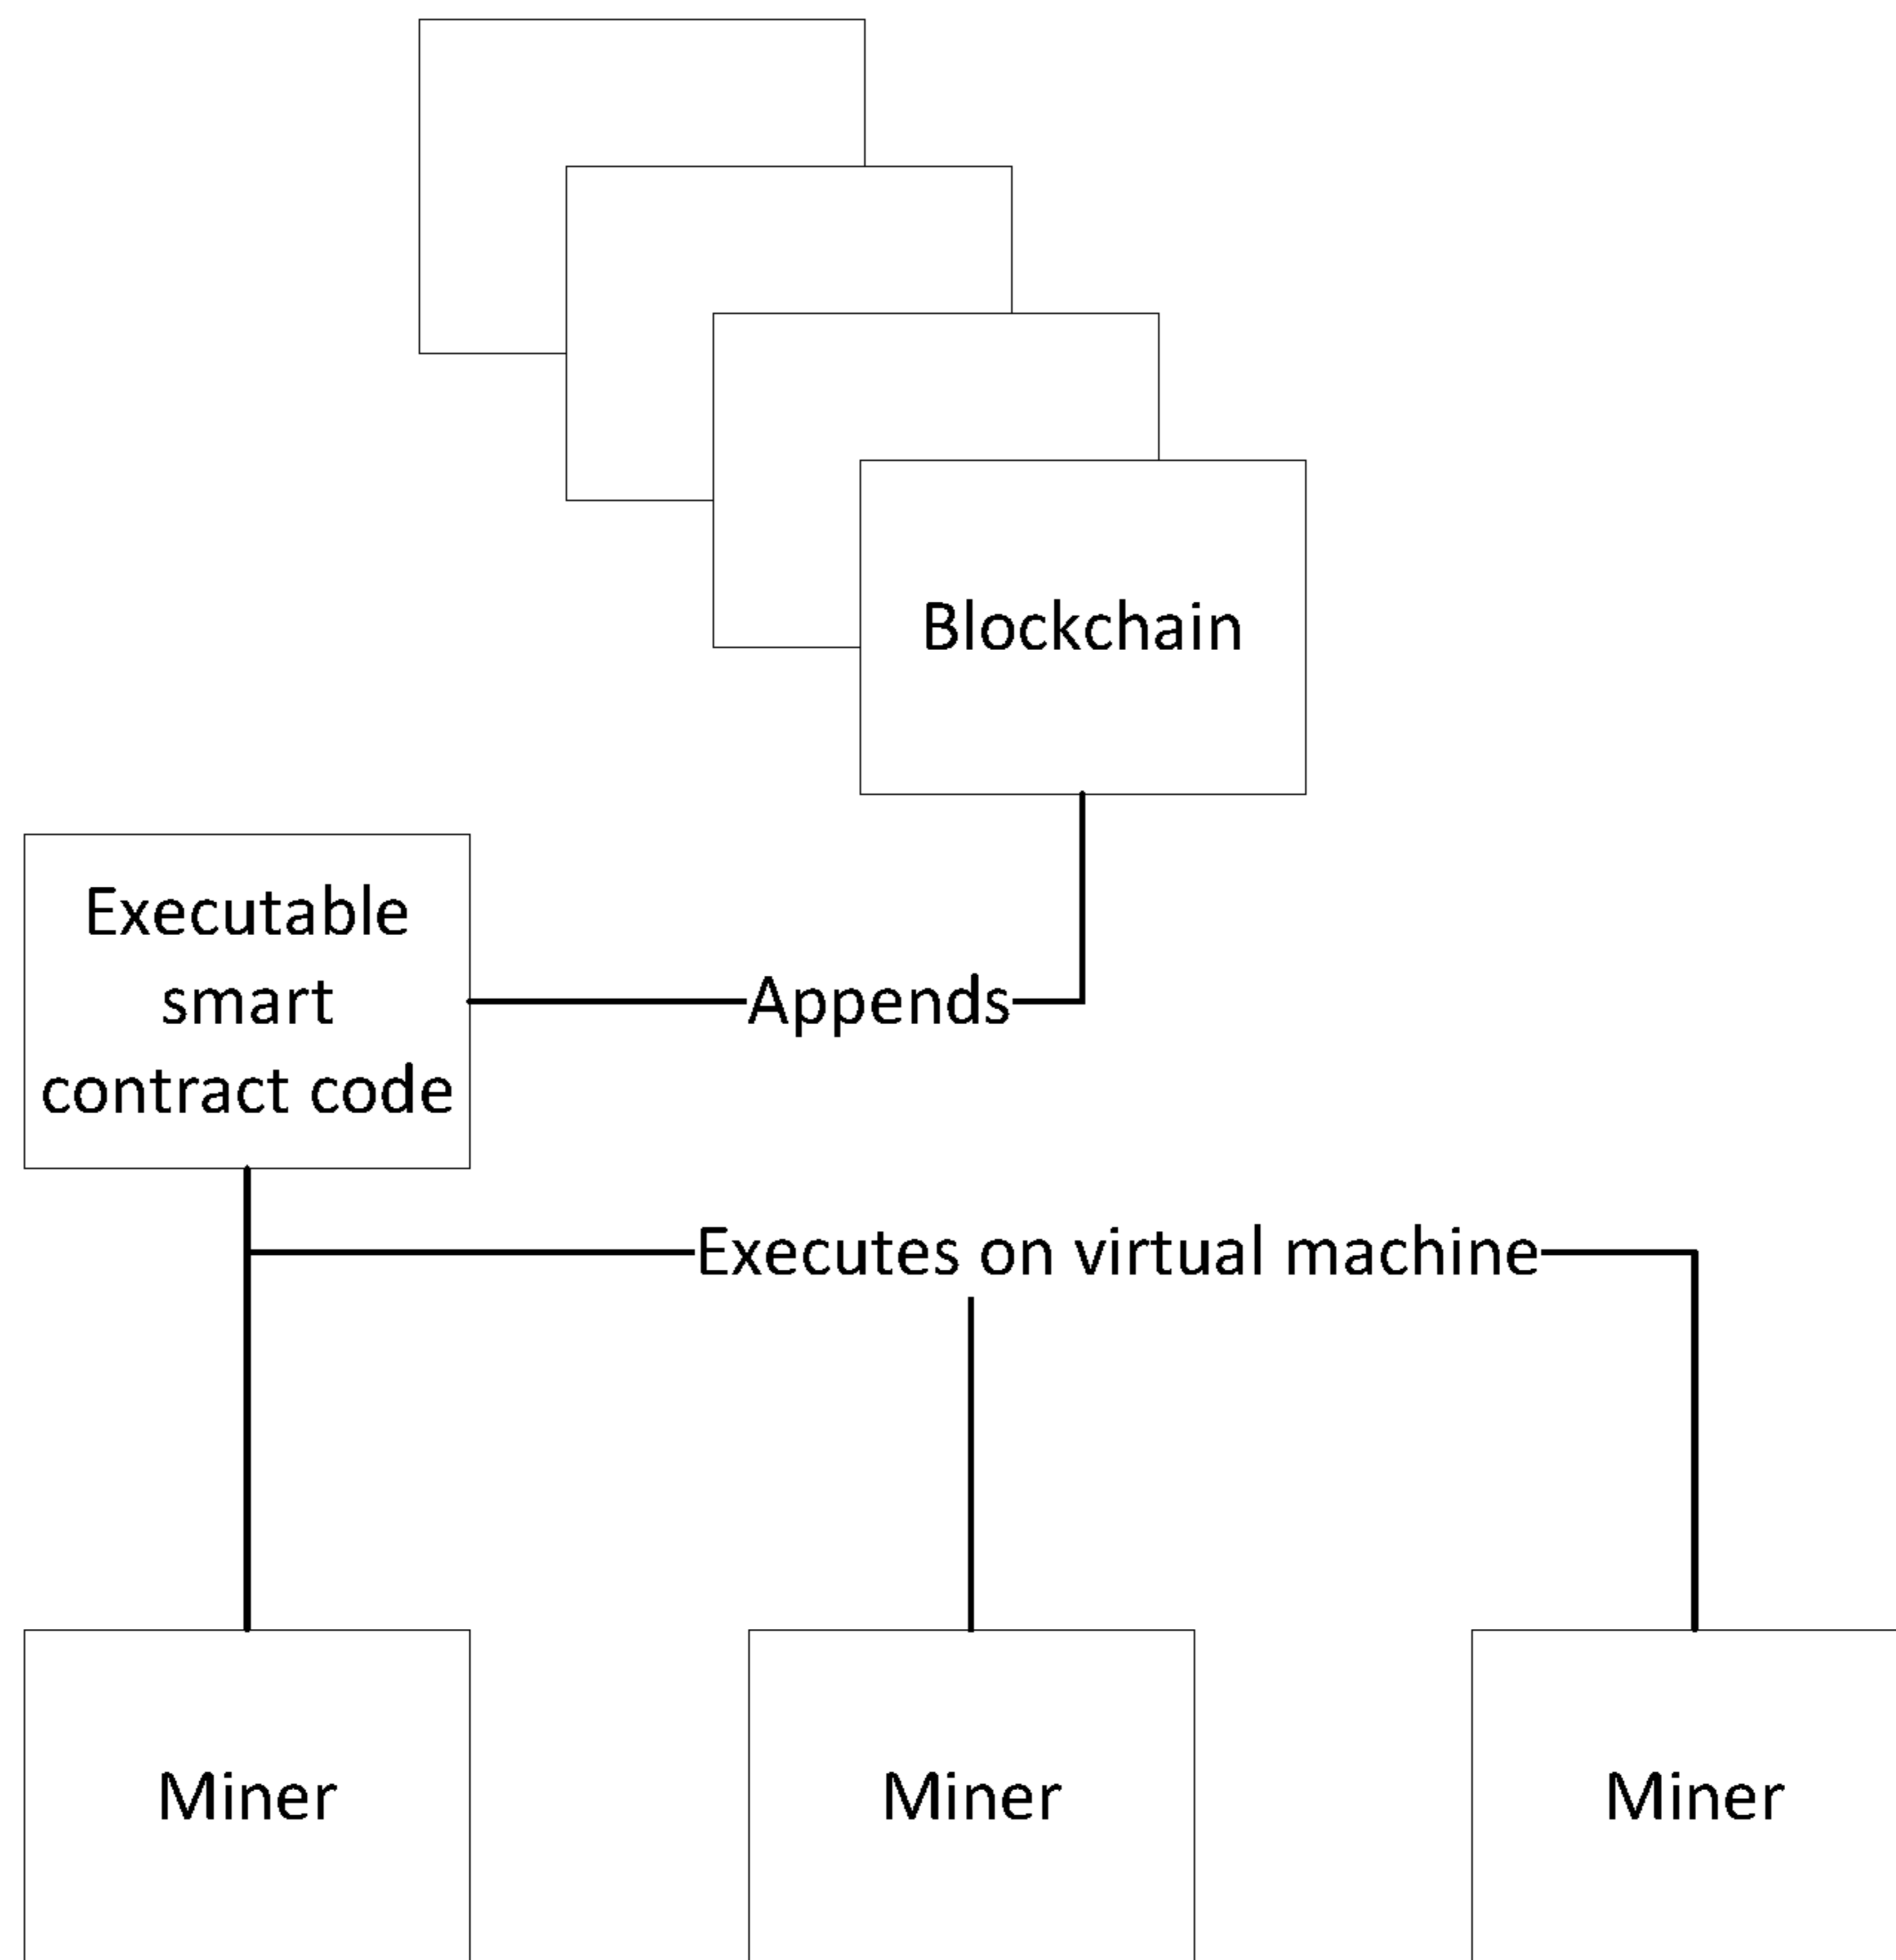 Blockchain
Executable
smart
contract code
Appends
Executes on virtual machine
Miner
Miner
Miner